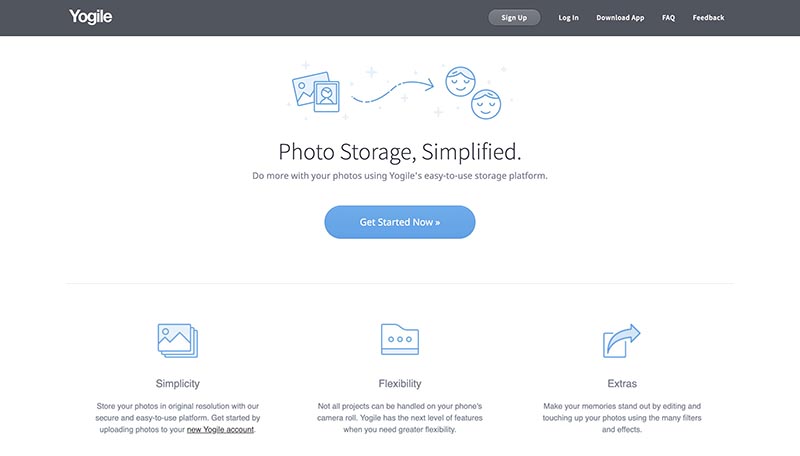 Yogile
Sign Up
Log In
Download App
FAQ
Feedback
Photo Storage, Simplified.
Do more with your photos using Yogile's easy-to-use storage platform.
Get Started Now »
Simplicity
Store your photos in original resolution with our
secure and easy-to-use platform. Get started by
uploading photos to your new Yogile account.
Flexibility
Not all projects can be handled on your phone's
camera roll. Yogile has the next level of features
when you need greater flexibility.
Extras
Make your memories stand out by editing and
touching up your photos using the many filters
and effects.